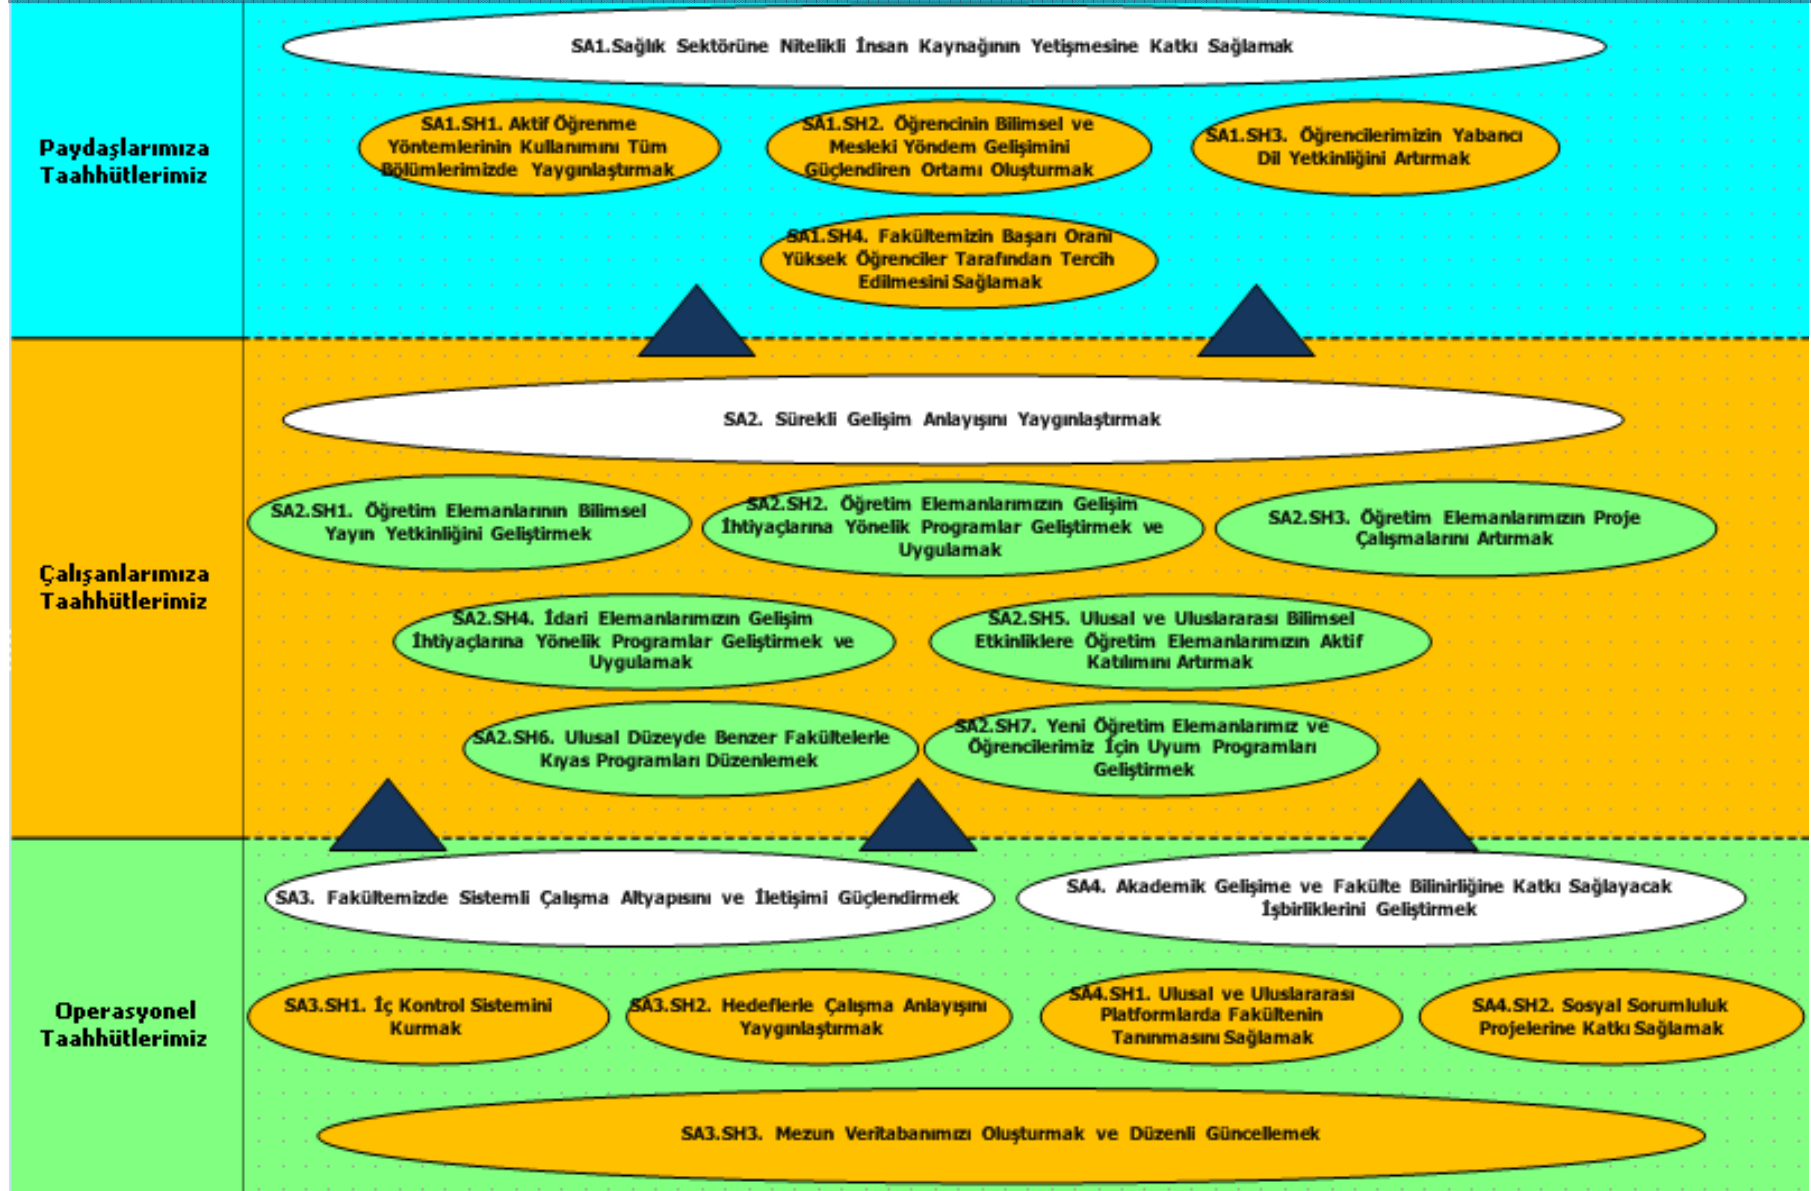 SA1.Sağlık Sektörüne Nitelikli İnsan Kaynağının Yetişmesine Katkı Sağlamak
Paydaşlarımıza
Taahhütlerimiz
SA1.SH1. Aktif Öğrenme
Yöntemlerinin Kullanımını Tüm
Bölümlerimizde Yaygınlaştırmak
SA1.SH2. Öğrencinin Bilimsel ve
Mesleki Yöndem Gelişimini
Güçlendiren Ortamı Oluşturmak
SA1.SH3. Öğrencilerimizin Yabancı
Dil Yetkinliğini Artırmak
SA1.SH4. Fakültemizin Başarı Oranı
Yüksek Öğrenciler Tarafından Tercih
Edilmesini Sağlamak
SA2. Sürekli Gelişim Anlayışını Yaygınlaştırmak
Çalışanlarımıza
Taahhütlerimiz
SA2.SH1. Öğretim Elemanlarının Bilimsel
Yayın Yetkinliğini Geliştirmek
SA2.SH2. Öğretim Elemanlarımızın Gelişim
İhtiyaçlarına Yönelik Programlar Geliştirmek ve
Uygulamak
SA2.SH3. Öğretim Elemanlarımızın Proje
Çalışmalarını Artırmak
SA2.SH4. İdari Elemanlarımızın Gelişim
İhtiyaçlarına Yönelik Programlar Geliştirmek ve
Uygulamak
SA2.SH5. Ulusal ve Uluslararası Bilimsel
Etkinliklere Öğretim Elemanlarımızın Aktif
Katılımını Artırmak
SA2.SH6. Ulusal Düzeyde Benzer Fakültelerle
Kıyas Programları Düzenlemek
SA2.SH7. Yeni Öğretim Elemanlarımız ve
Öğrencilerimiz İçin Uyum Programları
Geliştirmek
SA3. Fakültemizde Sistemli Çalışma Altyapısını ve İletişimi Güçlendirmek
SA4. Akademik Gelişime ve Fakülte Bilinirliğine Katkı Sağlayacak
İşbirliklerini Geliştirmek
Operasyonel
Taahhütlerimiz
SA3.SH1. İç Kontrol Sistemini
Kurmak
SA3.SH2. Hedeflerle Çalışma Anlayışını
Yaygınlaştırmak
SA4.SH1. Ulusal ve Uluslararası
Platformlarda Fakültenin
Tanınmasını Sağlamak
SA4.SH2. Sosyal Sorumluluk
Projelerine Katkı Sağlamak
SA3.SH3. Mezun Veritabanımızı Oluşturmak ve Düzenli Güncellemek